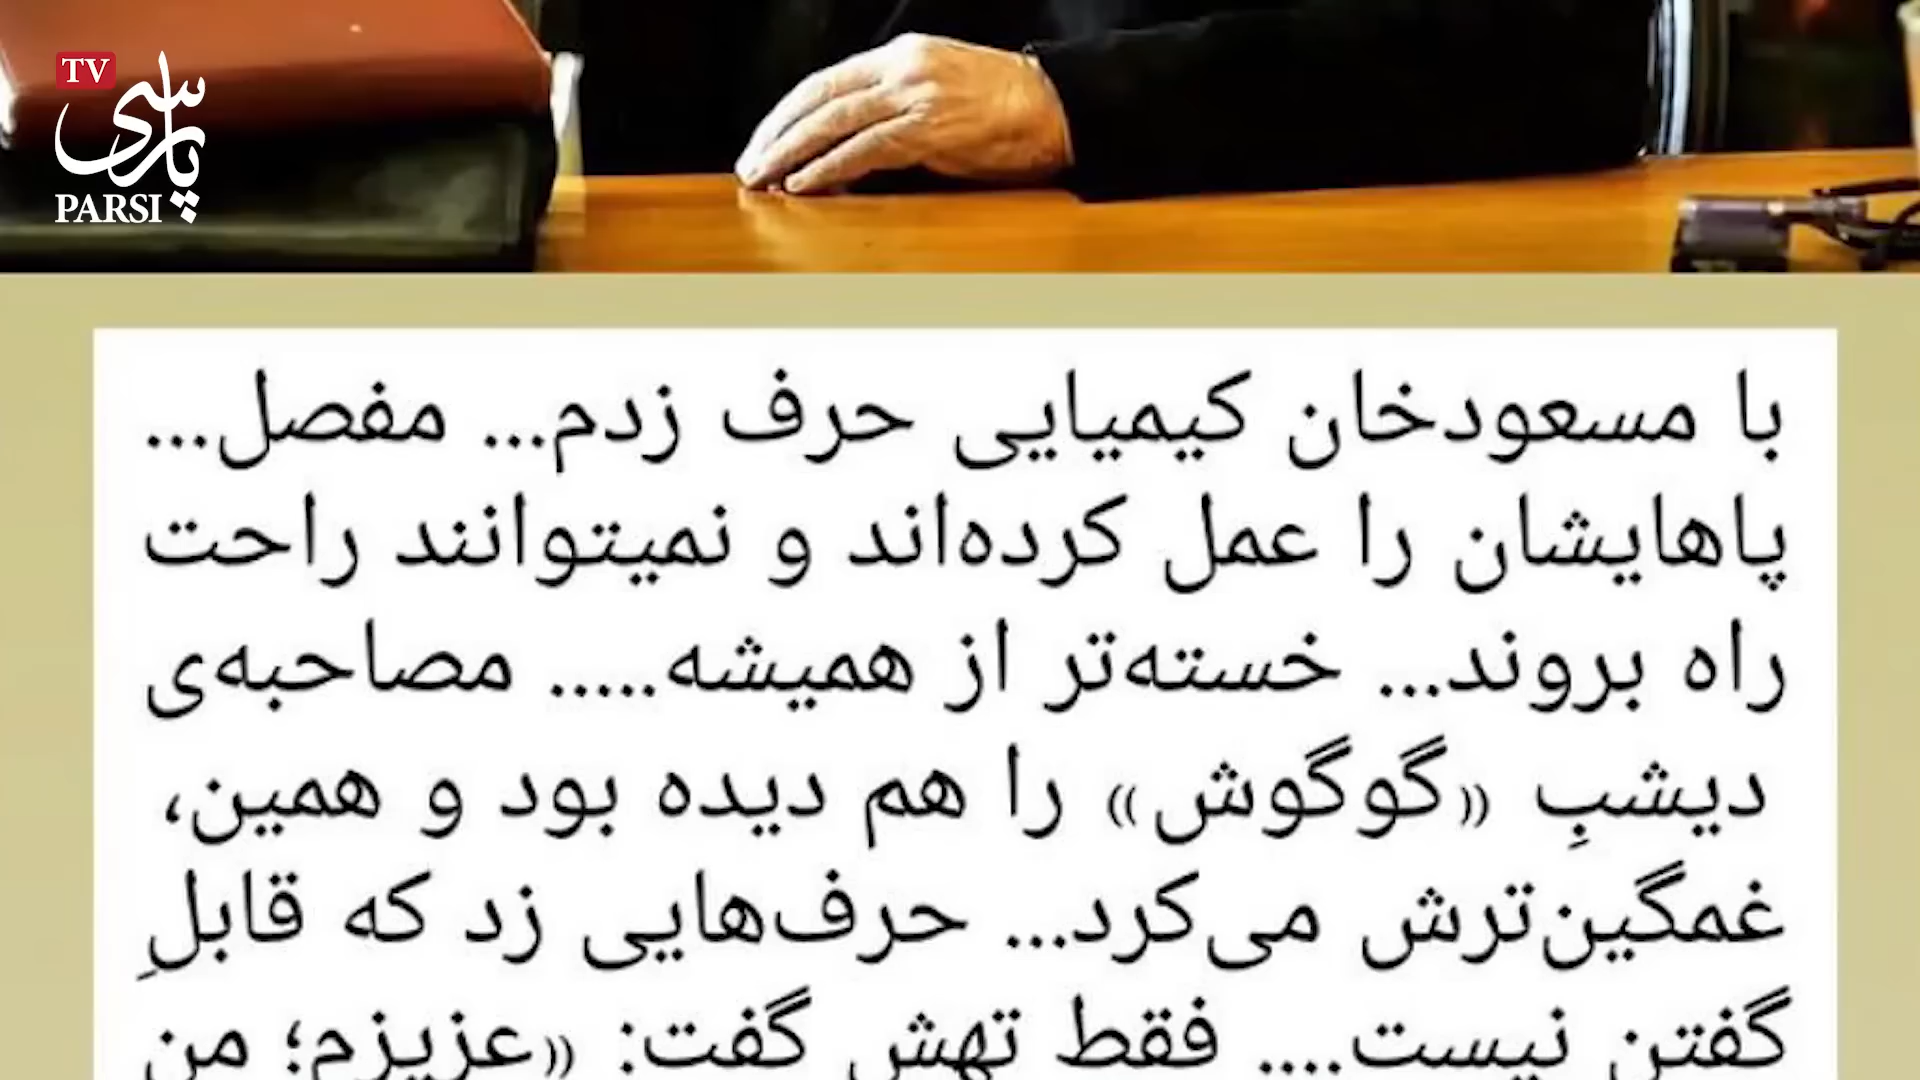 TV
پارسی
PARSI
با مسعودخان کیمیایی حرف زدم... مفصل...
پاهایشان را عمل کرده‌اند و نمیتوانند راحت
راه بروند... خسته‌تر از همیشه..... مصاحبه‌ی
دیشبِ «گوگوش» را هم دیده بود و همین،
غمگین‌ترش می‌کرد... حرف‌هایی زد که قابلِ
گفتن نیست.... فقط تهش گفت: «عزیزم؛ من